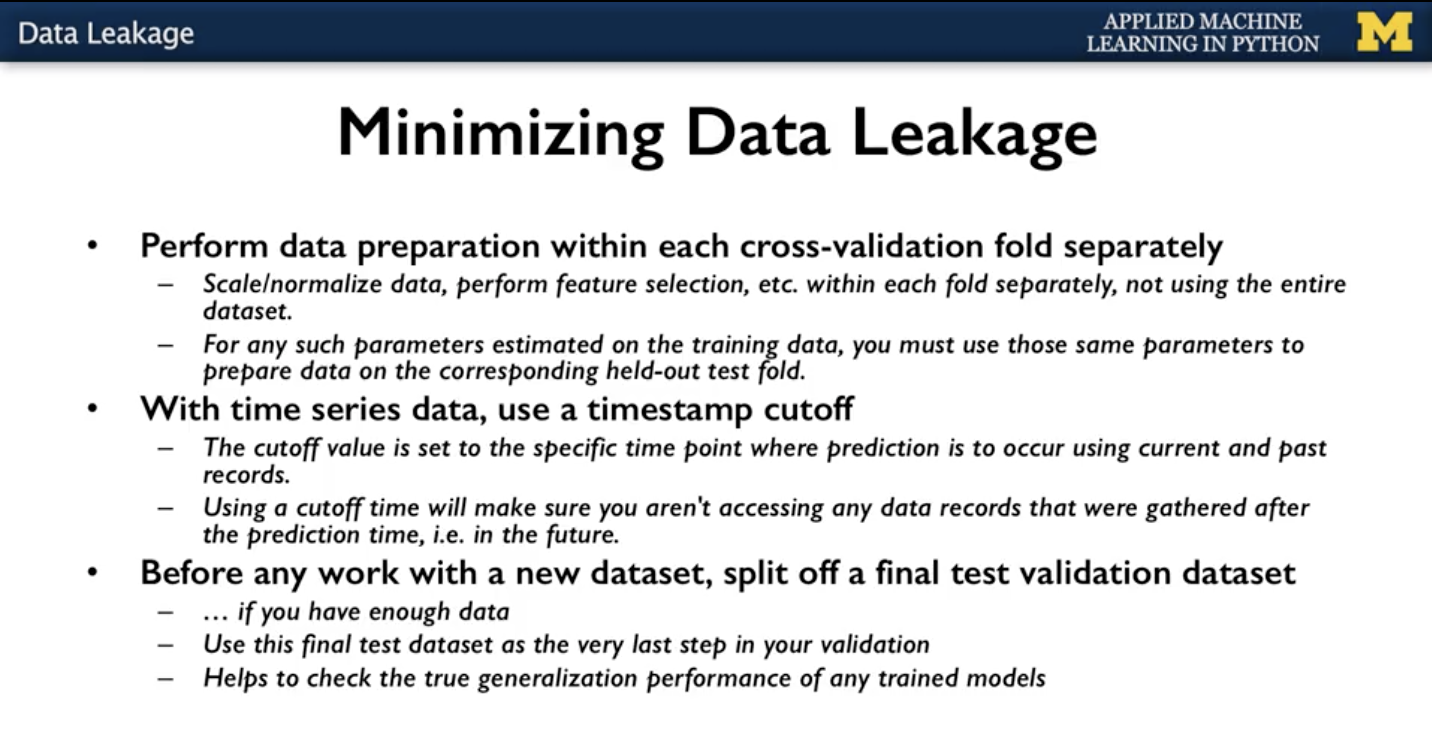 Data Leakage
APPLIED MACHINE
LEARNING IN PYTHON
M
Minimizing Data Leakage
• Perform data preparation within each cross-validation fold separately
– Scale/normalize data, perform feature selection, etc. within each fold separately, not using the entire
dataset.
– For any such parameters estimated on the training data, you must use those same parameters to
prepare data on the corresponding held-out test fold.
• With time series data, use a timestamp cutoff
– The cutoff value is set to the specific time point where prediction is to occur using current and past
records.
– Using a cutoff time will make sure you aren't accessing any data records that were gathered after
the prediction time, i.e. in the future.
• Before any work with a new dataset, split off a final test validation dataset
– … if you have enough data
– Use this final test dataset as the very last step in your validation
– Helps to check the true generalization performance of any trained models